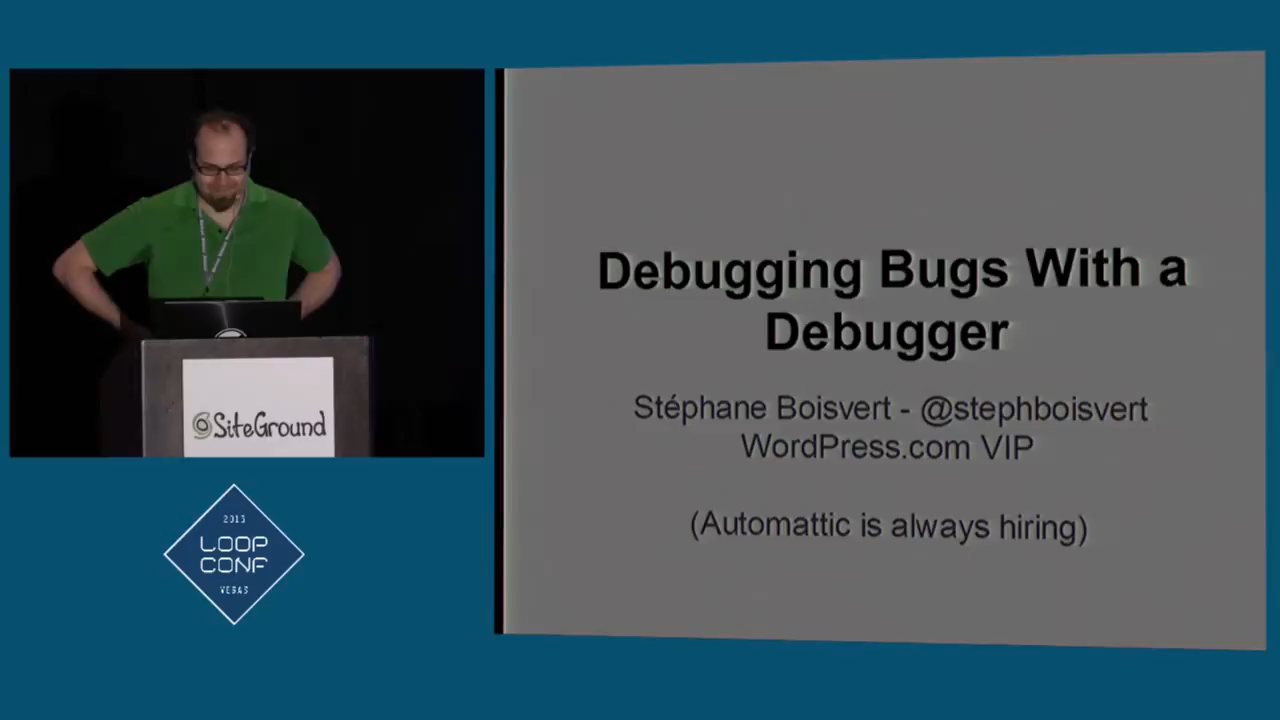 Debugging Bugs With a
Debugger
Stéphane Boisvert - @stephboisvert
WordPress.com VIP
(Automattic is always hiring)
SiteGround
2015
LOOP
CONF
VEGAS